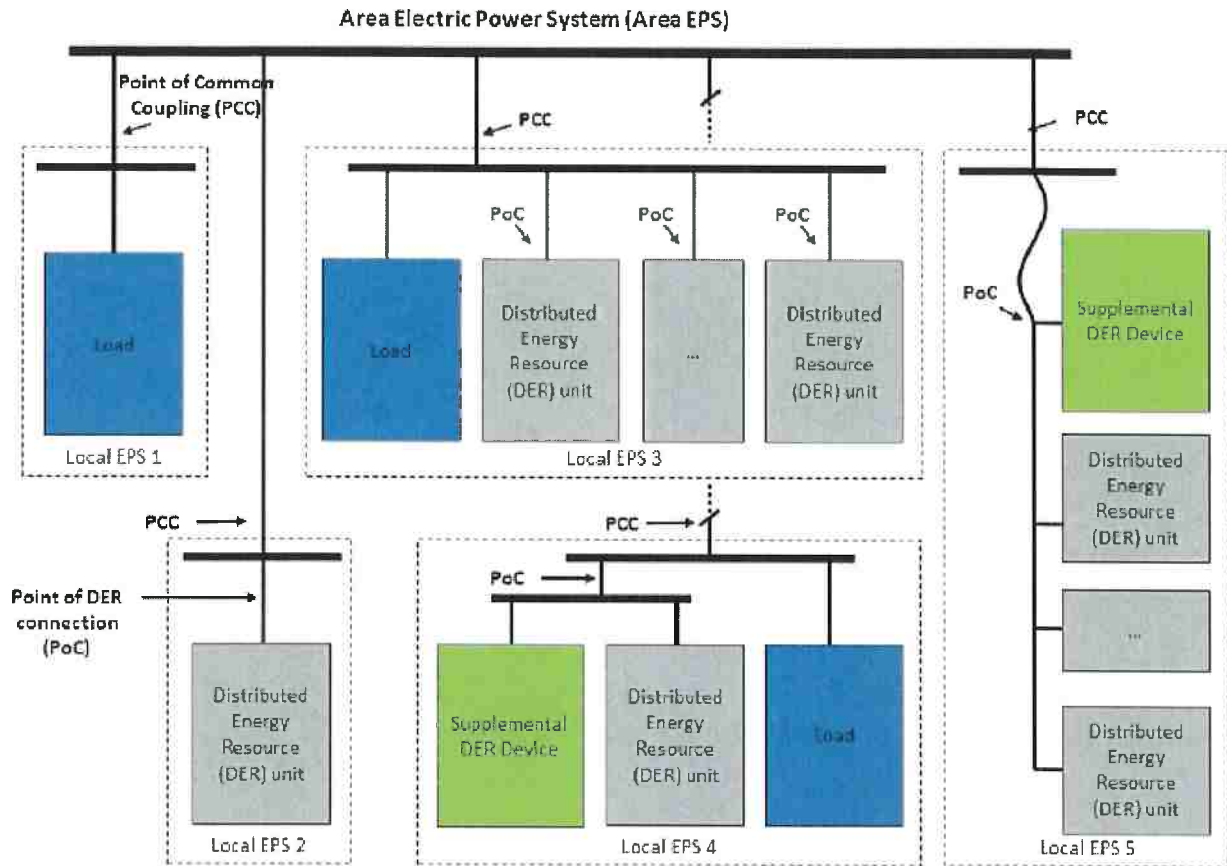 Area Electric Power System (Area EPS)
Point of Common
Coupling (PCC)
PCC
PCC
PoC
PoC
PoC
Load
Load
Distributed
Energy
Resource
(DER) unit
...
Distributed
Energy
Resource
(DER) unit
PoC
Supplemental
DER Device
Local EPS 1
Local EPS 3
Distributed
Energy
Resource
(DER) unit
PCC
PCC
Point of DER
connection
(PoC)
PoC
...
Distributed
Energy
Resource
(DER) unit
Supplemental
DER Device
Distributed
Energy
Resource
(DER) unit
Load
Distributed
Energy
Resource
(DER) unit
Local EPS 2
Local EPS 4
Local EPS 5